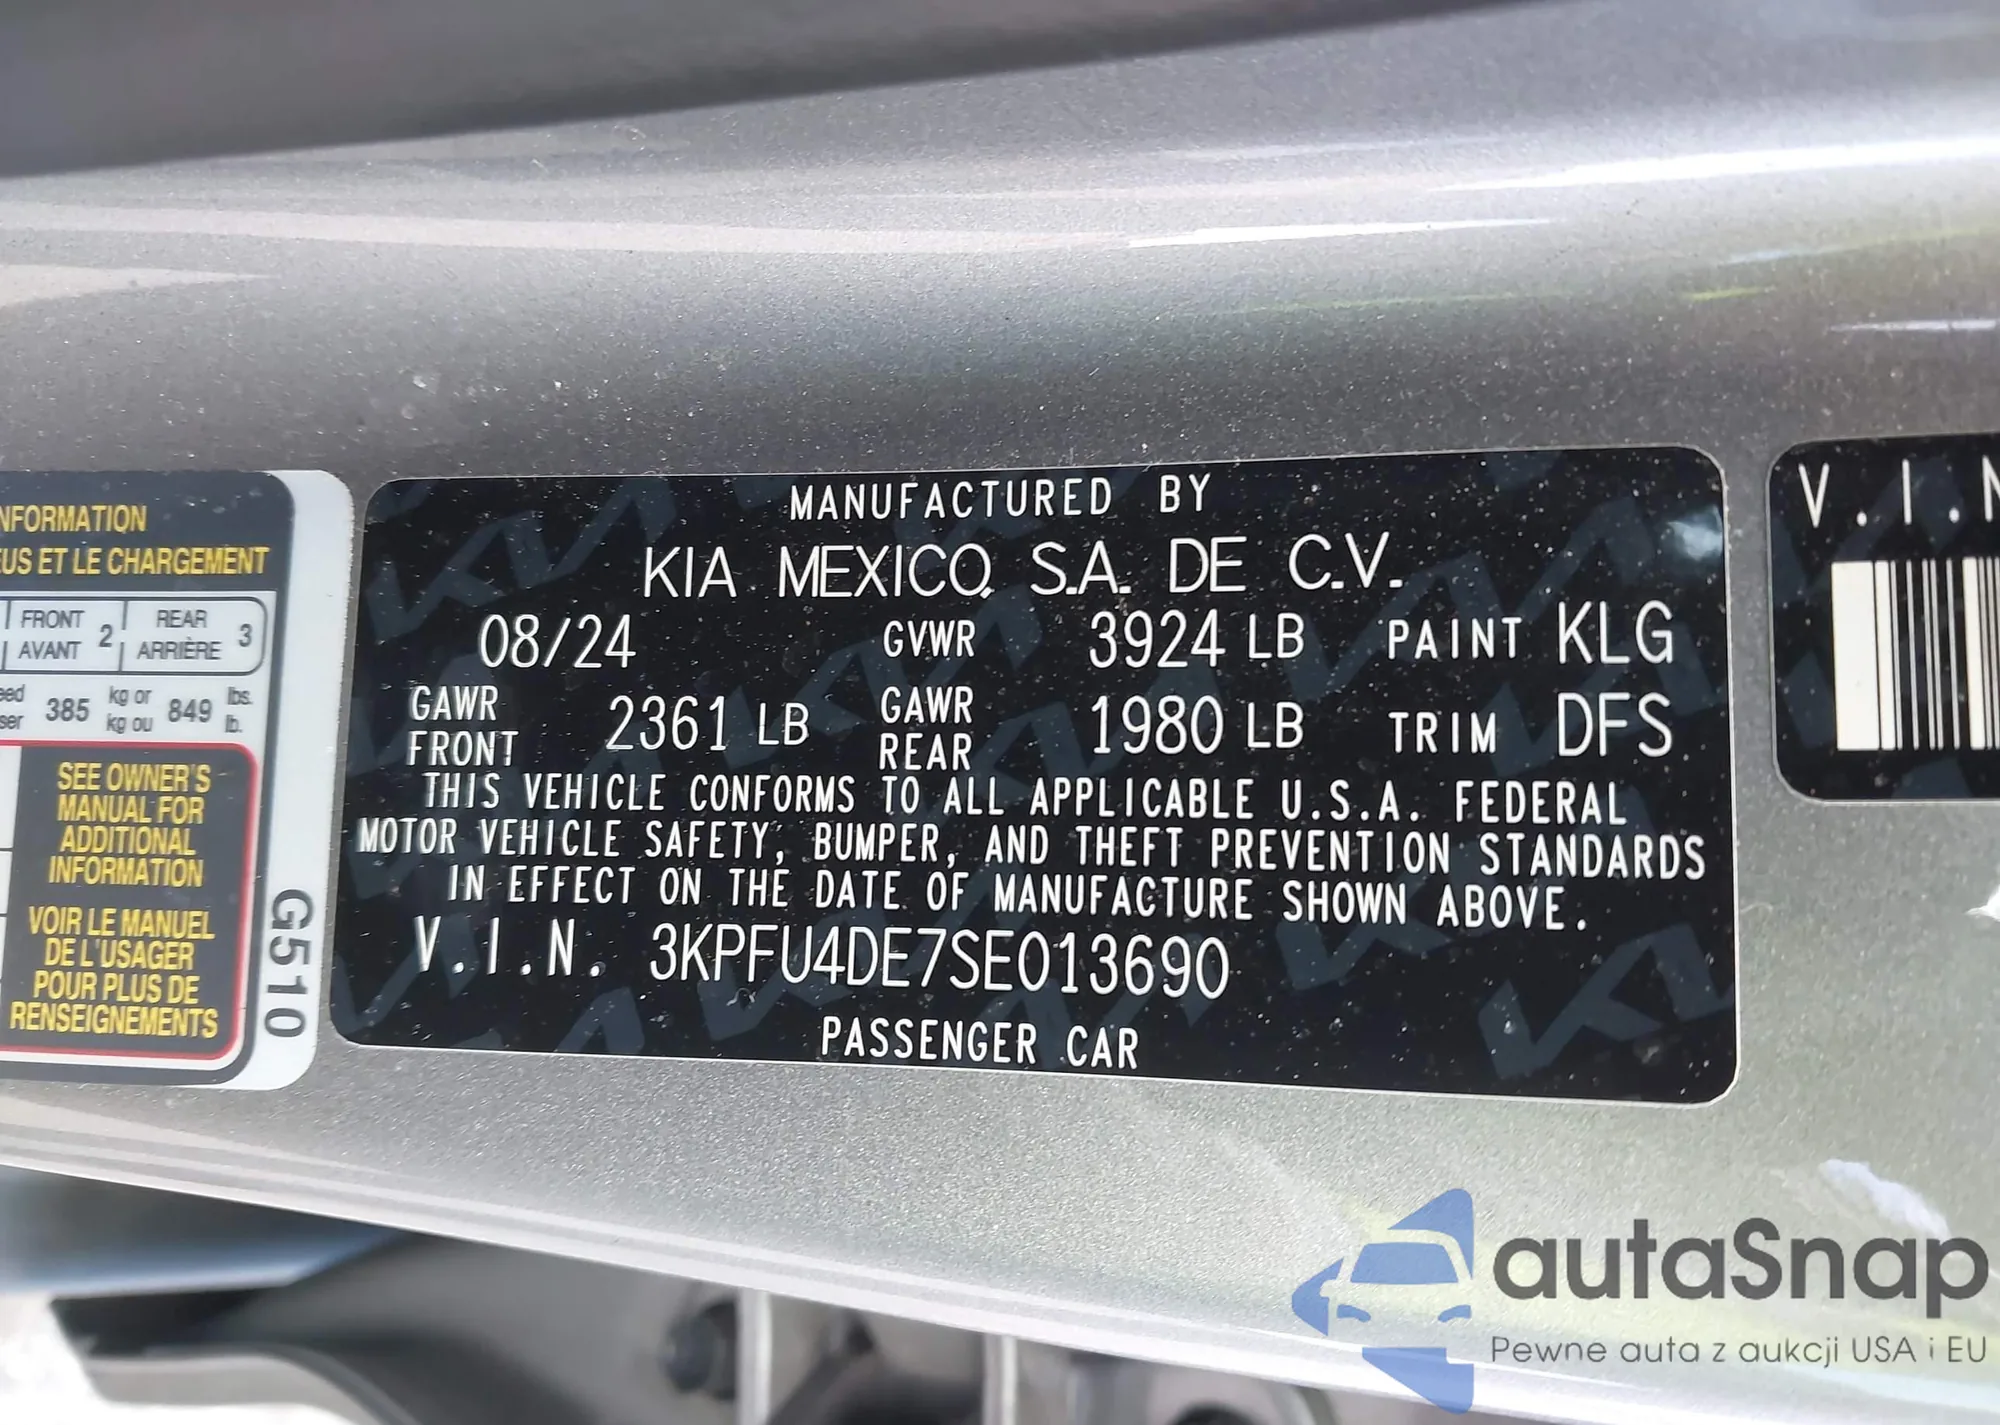 NFORMATION
EUS ET LE CHARGEMENT
FRONT
AVANT 2
REAR
ARRIÈRE 3
385 kg or
kg ou 849 lbs.
lb.
SEE OWNER'S
MANUAL FOR
ADDITIONAL
INFORMATION
VOIR LE MANUEL
DE L'USAGER
POUR PLUS DE
RENSEIGNEMENTS
G510
MANUFACTURED BY
KIA MEXICO, S.A. DE C.V.
08/24 GVWR 3924 LB PAINT KLG
GAWR
FRONT 2361 LB GAWR
REAR 1980 LB TRIM DFS
THIS VEHICLE CONFORMS TO ALL APPLICABLE U.S.A. FEDERAL
MOTOR VEHICLE SAFETY, BUMPER, AND THEFT PREVENTION STANDARDS
IN EFFECT ON THE DATE OF MANUFACTURE SHOWN ABOVE.
V.I.N. 3KPFU4DE7SE013690
PASSENGER CAR
V.I.N
autaSnap
Pewne auta z aukcji USA i EU